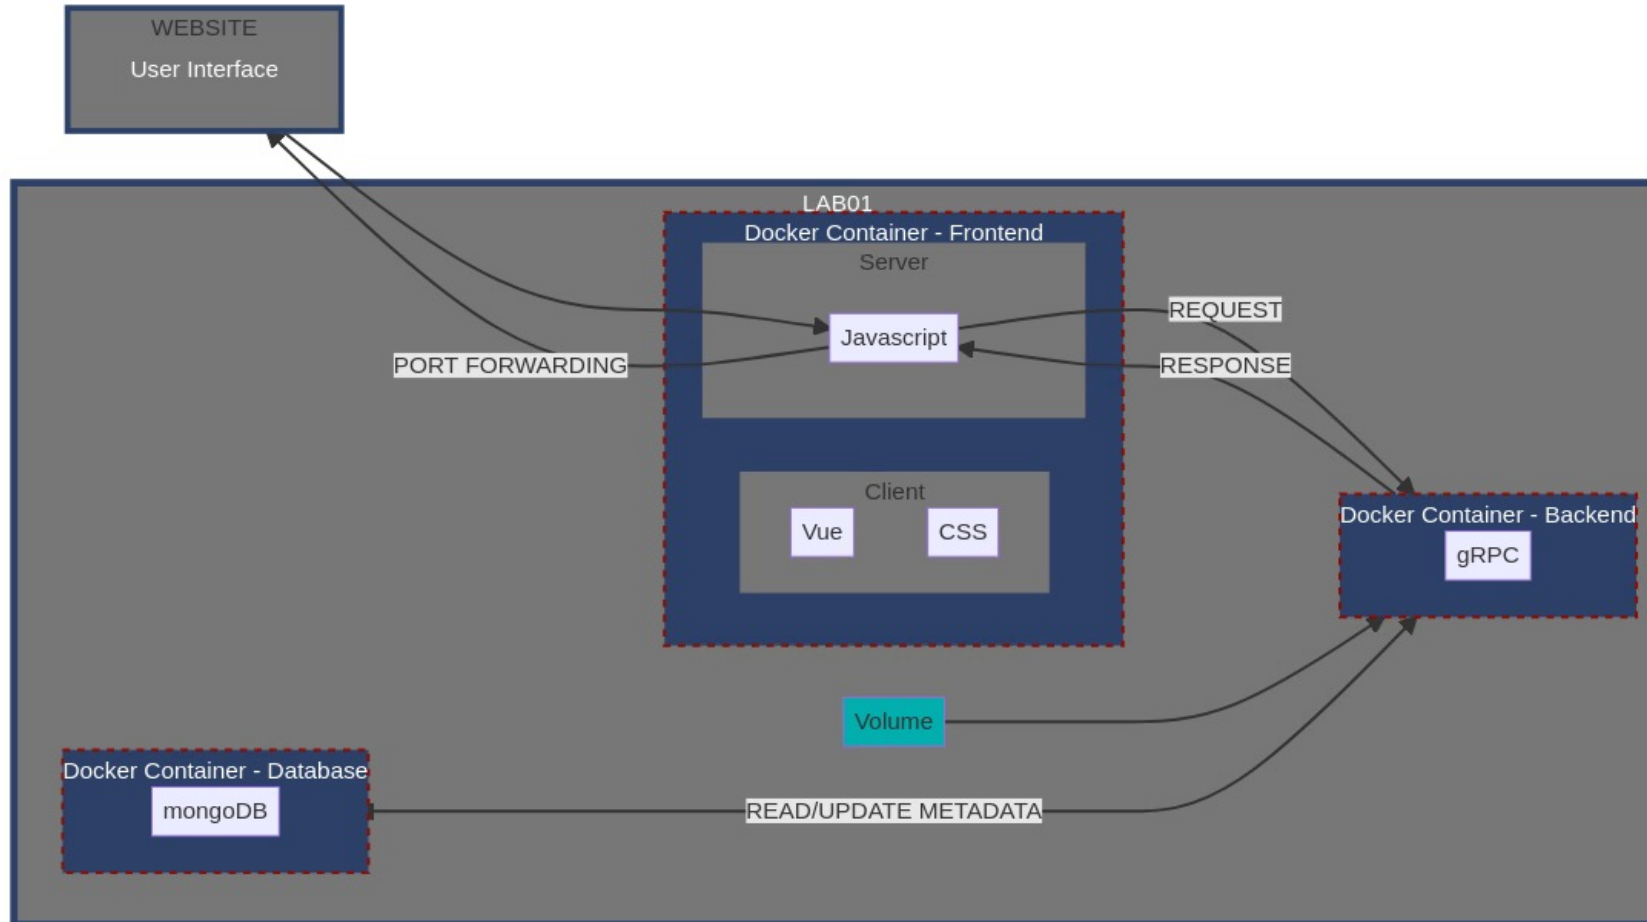 WEBSITE
User Interface
LAB01
Docker Container - Frontend
Server
Javascript
REQUEST
PORT FORWARDING
RESPONSE
Client
Vue
CSS
Docker Container - Backend
gRPC
Volume
Docker Container - Database
mongoDB
READ/UPDATE METADATA